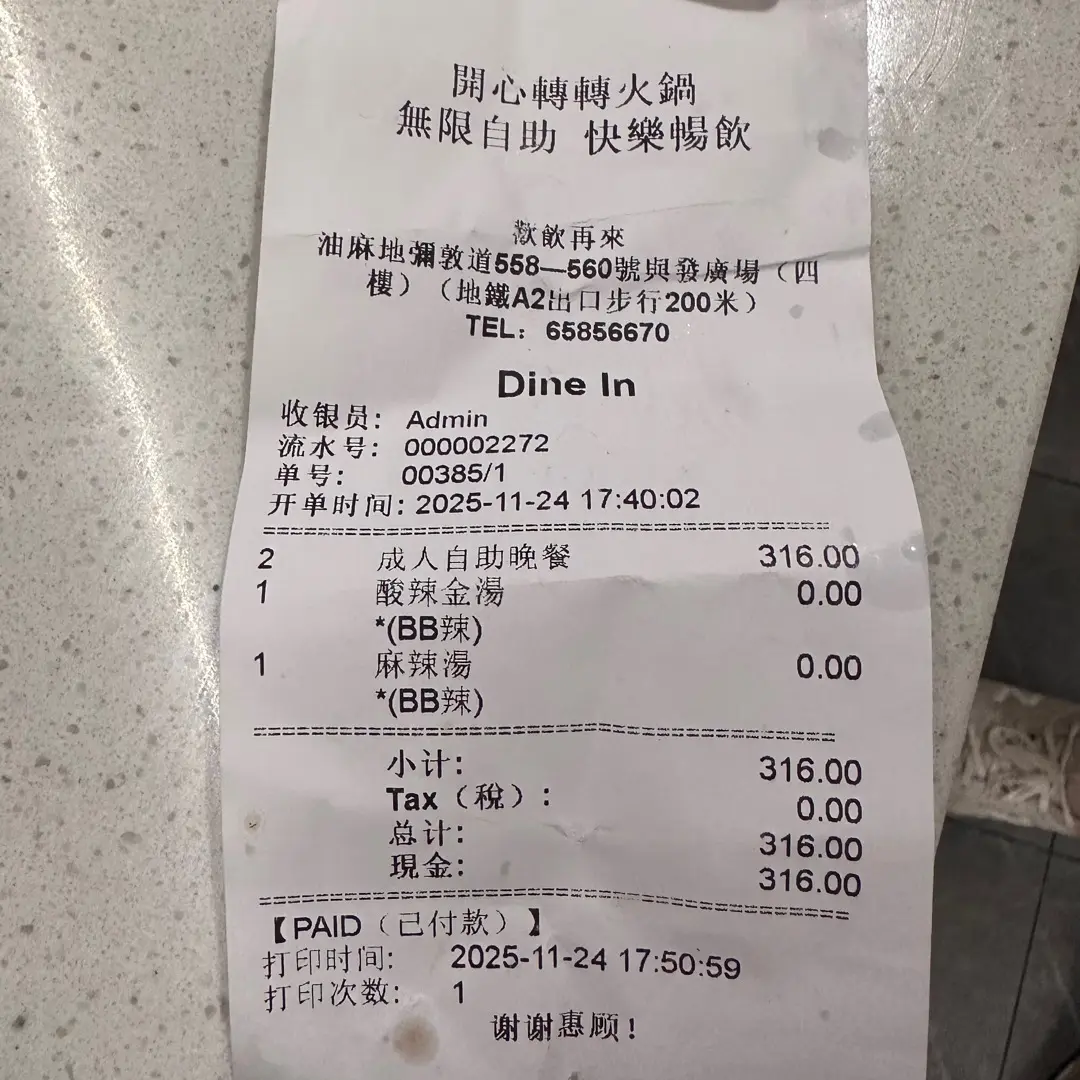 開心轉轉火鍋
無限自助 快樂暢飲
歡飲再來
油麻地彌敦道558—560號與發廣場（四
樓）（地鐵A2出口步行200米）
TEL：65856670
Dine In
收银员: Admin
流水号: 000002272
单号: 00385/1
开单时间: 2025-11-24 17:40:02
2 成人自助晚餐 316.00
1 酸辣金湯 0.00
*(BB辣)
1 麻辣湯 0.00
*(BB辣)
小计: 316.00
Tax（稅）: 0.00
总计: 316.00
現金: 316.00
【PAID（已付款）】
打印时间: 2025-11-24 17:50:59
打印次数: 1
谢谢惠顾!